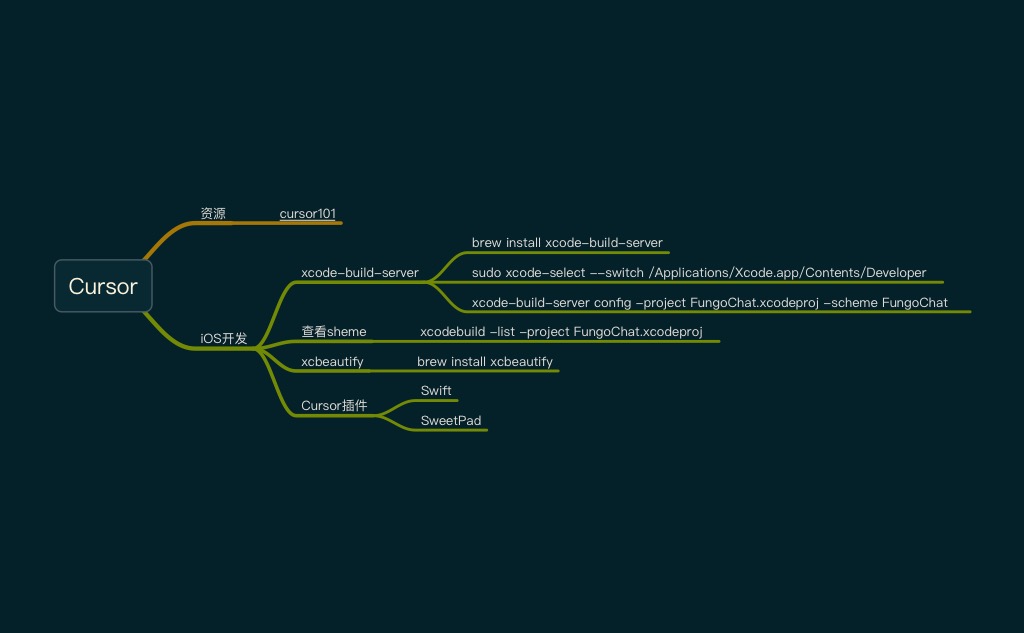 Cursor
资源
cursor101
iOS开发
xcode-build-server
brew install xcode-build-server
sudo xcode-select --switch /Applications/Xcode.app/Contents/Developer
xcode-build-server config -project FungoChat.xcodeproj -scheme FungoChat
查看sheme
xcodebuild -list -project FungoChat.xcodeproj
xcbeautify
brew install xcbeautify
Cursor插件
Swift
SweetPad